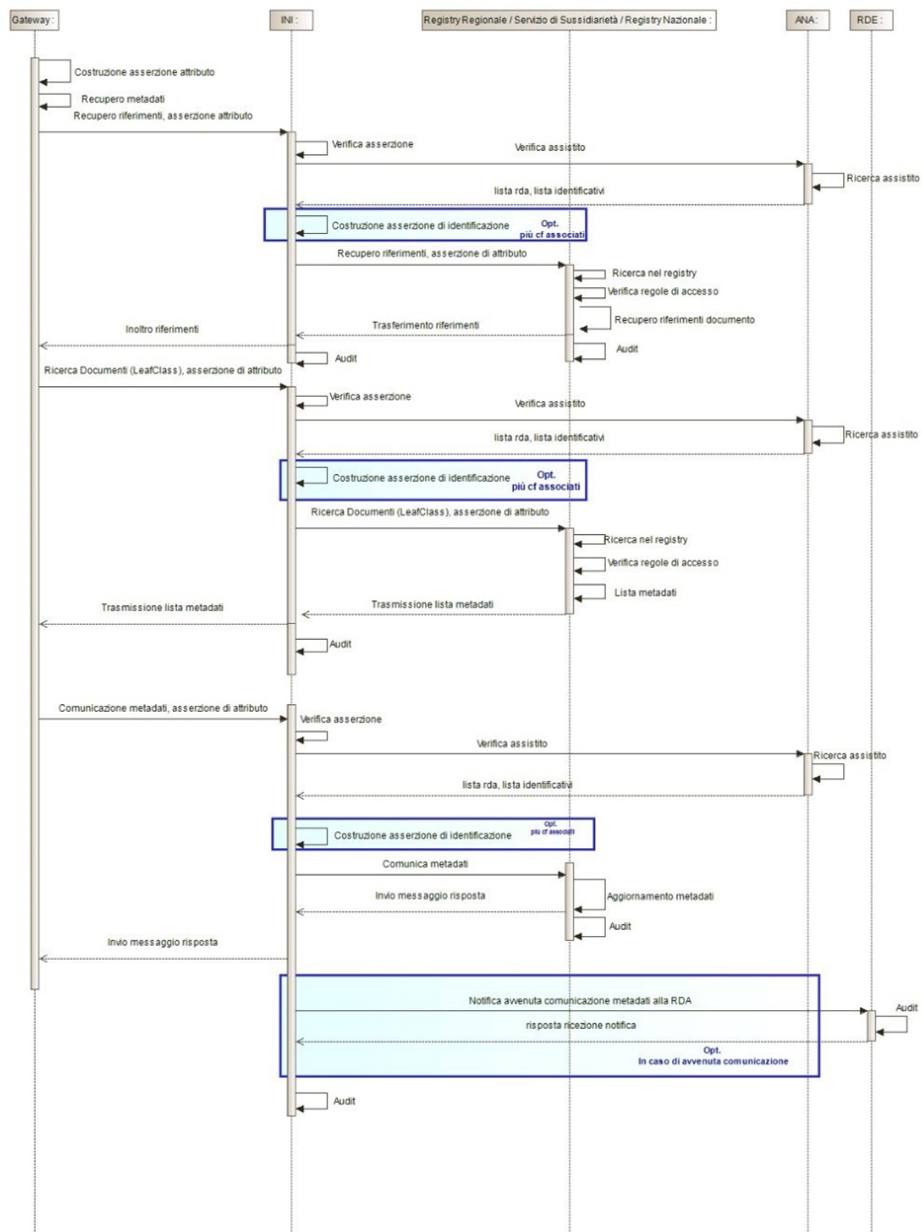 Gateway :
INI :
Registry Regionale / Servizio di Sussidiarietà / Registry Nazionale :
ANA:
RDE :
Costruzione asserzione attributo
Recupero metadati
Recupero riferimenti, asserzione attributo
Verifica asserzione
Verifica assistito
Ricerca assistito
lista rda, lista identificativi
Costruzione asserzione di identificazione
Opt.
più cf associati
Recupero riferimenti, asserzione di attributo
Ricerca nel registry
Verifica regole di accesso
Recupero riferimenti documento
Trasferimento riferimenti
Inoltro riferimenti
Audit
Audit
Ricerca Documenti (LeafClass), asserzione di attributo
Verifica asserzione
Verifica assistito
Ricerca assistito
lista rda, lista identificativi
Costruzione asserzione di identificazione
Opt.
più cf associati
Ricerca Documenti (LeafClass), asserzione di attributo
Ricerca nel registry
Verifica regole di accesso
Lista metadati
Trasmissione lista metadati
Trasmissione lista metadati
Audit
Comunicazione metadati, asserzione di attributo
Verifica asserzione
Verifica assistito
Ricerca assistito
lista rda, lista identificativi
Costruzione asserzione di identificazione
Opt.
più cf associati
Comunica metadati
Aggiornamento metadati
Invio messaggio risposta
Audit
Invio messaggio risposta
Notifica avvenuta comunicazione metadati alla RDA
Audit
risposta ricezione notifica
Opt.
In caso di avvenuta comunicazione
Audit